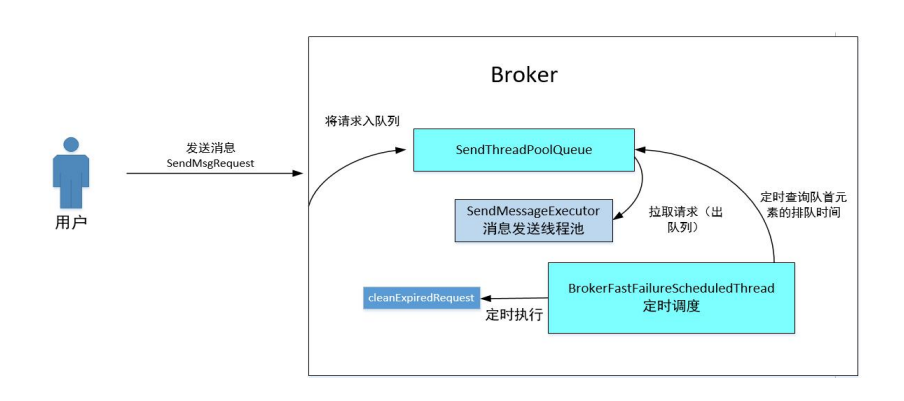 Broker
将请求入队列
发送消息
SendMsgRequest
用户
SendThreadPoolQueue
SendMessageExecutor
消息发送线程池
拉取请求（出
队列）
定时查询队首元
素的排队时间
BrokerFastFailureScheduledThread
定时调度
cleanExpiredRequest
定时执行